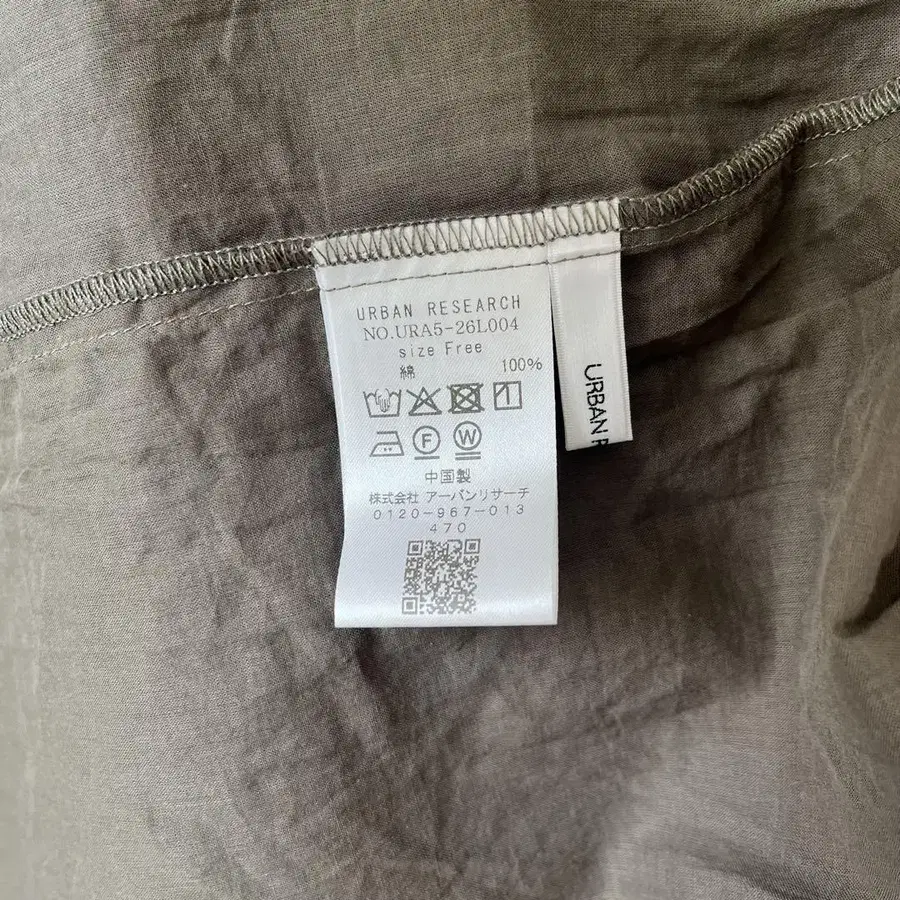 URBAN RESEARCH
NO.URA5-26L004
size Free
綿 100%
F W
中国製
株式会社 アーバンリサーチ
0120-967-013
470
URBAN R